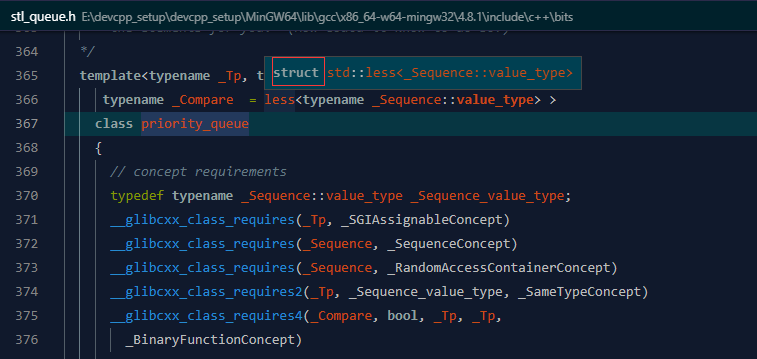 stl_queue.h E:\devcpp_setup\devcpp_setup\MinGW64\lib\gcc\x86_64-w64-mingw32\4.8.1\include\c++\bits
364 */
365 template<typename _Tp, t
struct std::less<_Sequence::value_type>
366 typename _Compare = less<typename _Sequence::value_type> >
367 class priority_queue
368 {
369 // concept requirements
370 typedef typename _Sequence::value_type _Sequence_value_type;
371 __glibcxx_class_requires(_Tp, _SGIAssignableConcept)
372 __glibcxx_class_requires(_Sequence, _SequenceConcept)
373 __glibcxx_class_requires(_Sequence, _RandomAccessContainerConcept)
374 __glibcxx_class_requires2(_Tp, _Sequence_value_type, _SameTypeConcept)
375 __glibcxx_class_requires4(_Compare, bool, _Tp, _Tp,
376 _BinaryFunctionConcept)